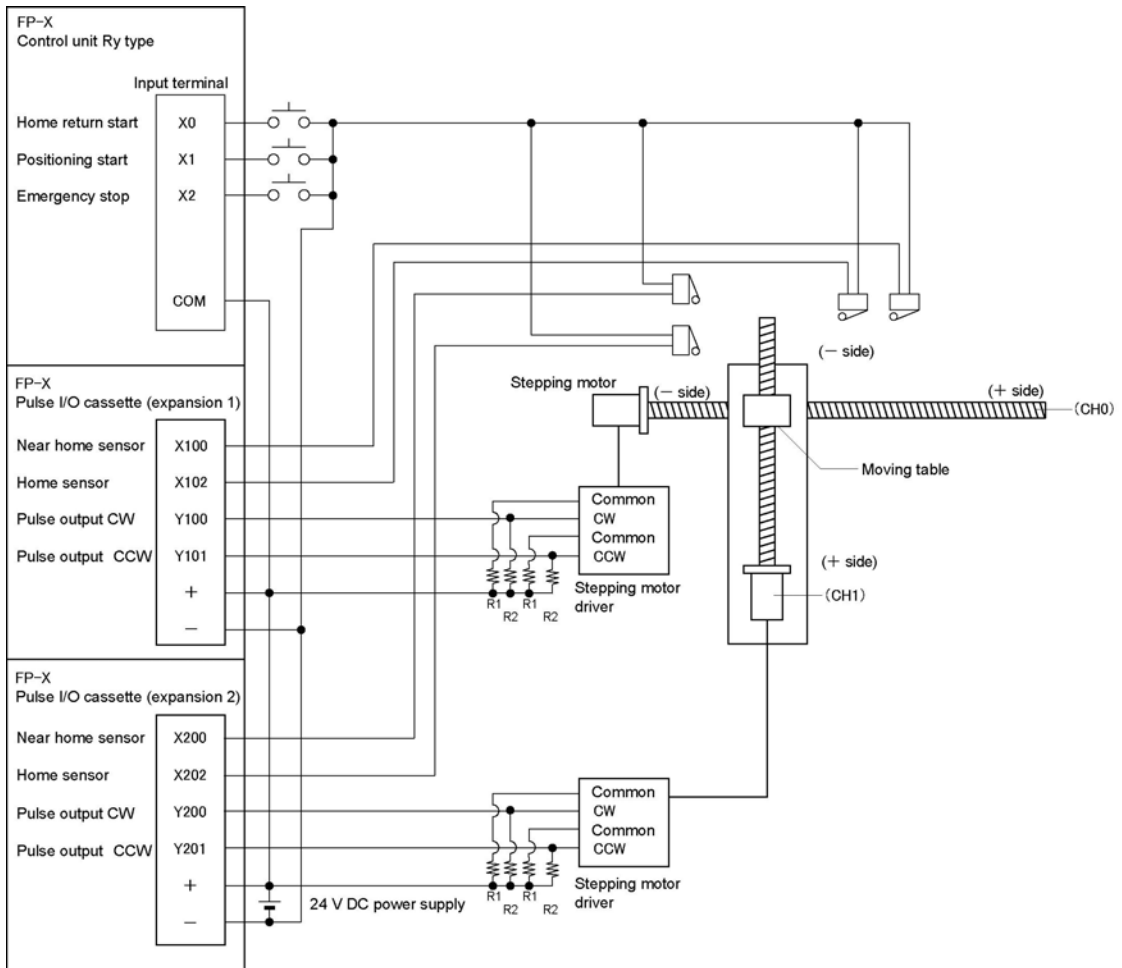 FP-X
Control unit Ry type
Input terminal
Home return start X0
Positioning start X1
Emergency stop X2
COM
(− side)
FP-X
Pulse I/O cassette (expansion 1)
Stepping motor
(− side)
(+ side)
(CH0)
Near home sensor X100
Home sensor X102
Pulse output CW Y100
Pulse output CCW Y101
+
−
Moving table
Common
CW
Common
CCW
R1
R2
R1
R2
Stepping motor
driver
(+ side)
(CH1)
FP-X
Pulse I/O cassette (expansion 2)
Near home sensor X200
Home sensor X202
Pulse output CW Y200
Pulse output CCW Y201
+
−
24 V DC power supply
Common
CW
Common
CCW
R1
R2
R1
R2
Stepping motor
driver